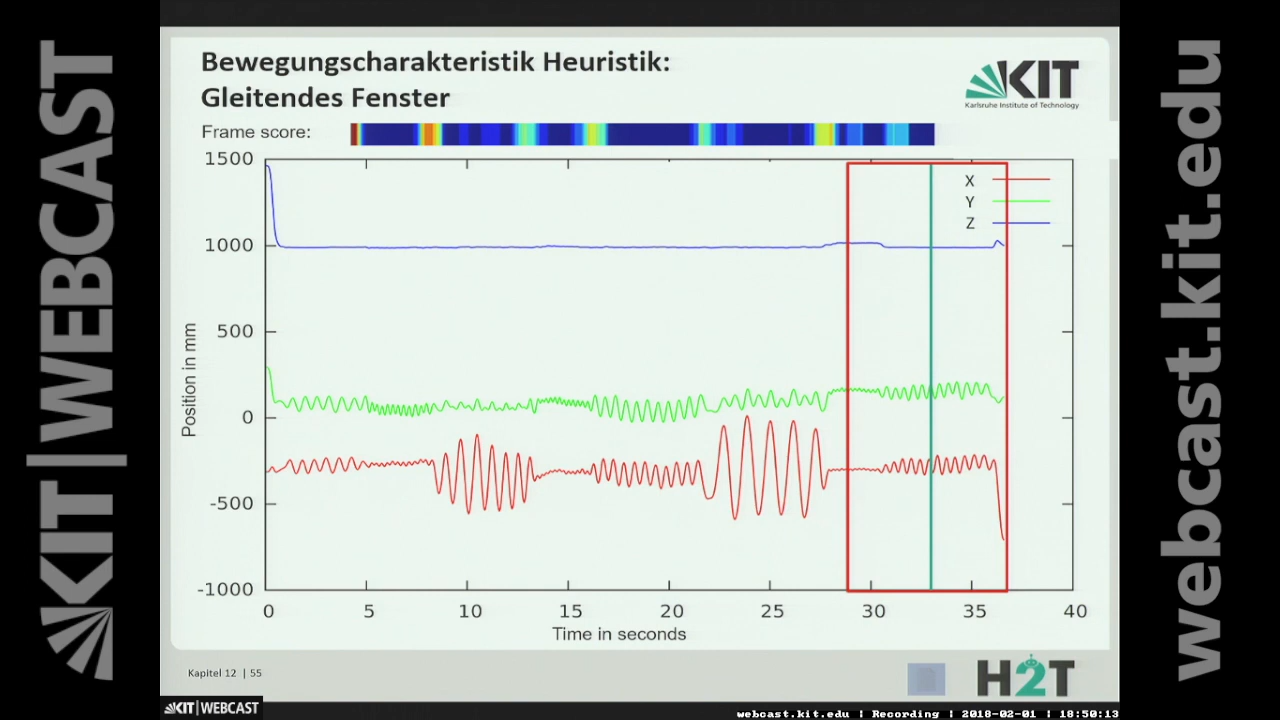 Bewegungscharakteristik Heuristik:
Gleitendes Fenster
KIT
Karlsruhe Institute of Technology
Frame score:
1500
1000
500
0
-500
-1000
Position in mm
X
Y
Z
0 5 10 15 20 25 30 35 40
Time in seconds
Kapitel 12 | 55
H2T
KIT|WEBCAST
webcast.kit.edu | Recording | 2018-02-01 | 18:50:13
KIT|WEBCAST
webcast.kit.edu